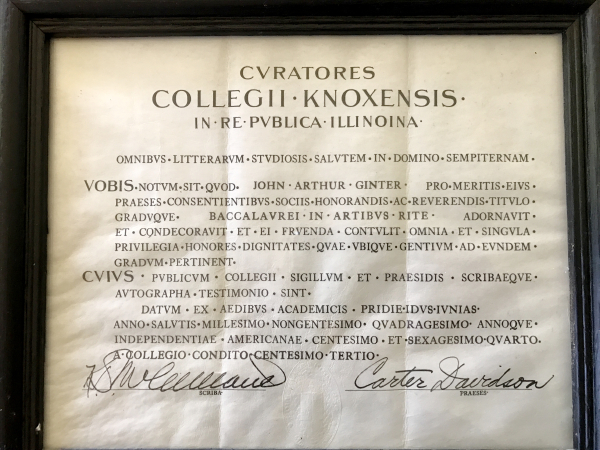 CVRATORES
COLLEGII·KNOXENSIS·
IN·RE·PVBLICA·ILLINOINA·
OMNIBVS·LITTERARVM·STVDIOSIS·SALVTEM·IN·DOMINO·SEMPITERNAM·
VOBIS·NOTVM·SIT·QVOD· JOHN·ARTHUR·GINTER· PRO·MERITIS·EIVS·
PRAESES·CONSENTIENTIBVS·SOCIIS·HONORANDIS·AC·REVERENDIS·TITVLO·
GRADVQVE· BACCALAVREI·IN·ARTIBVS·RITE· ADORNAVIT·
ET·CONDECORAVIT·ET·EI·FRVENDA·CONTVLIT·OMNIA·ET·SINGVLA·
PRIVILEGIA·HONORES·DIGNITATES·QVAE·VBIQVE·GENTIVM·AD·EVNDEM·
GRADVM·PERTINENT·
CVIVS·PVBLICVM·COLLEGII·SIGILLVM·ET·PRAESIDIS·SCRIBAEQVE·
AVTOGRAPHA·TESTIMONIO·SINT·
DATVM·EX·AEDIBVS·ACADEMICIS·PRIDIE·IDVS·IVNIAS·
ANNO·SALVTIS·MILLESIMO·NONGENTESIMO·QVADRAGESIMO·ANNOQVE·
INDEPENDENTIAE·AMERICANAE·CENTESIMO·ET·SEXAGESIMO·QVARTO·
A·COLLEGIO·CONDITO·CENTESIMO·TERTIO·
Carter Davidson
SCRIBA· PRAESES·